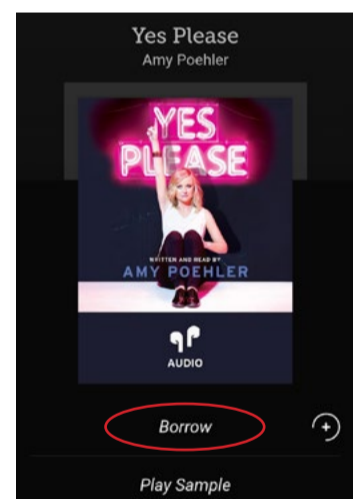 Yes Please
Amy Poehler
YES
PLEASE
WRITTEN AND READ BY
AMY POEHLER
AUDIO
Borrow
Play Sample